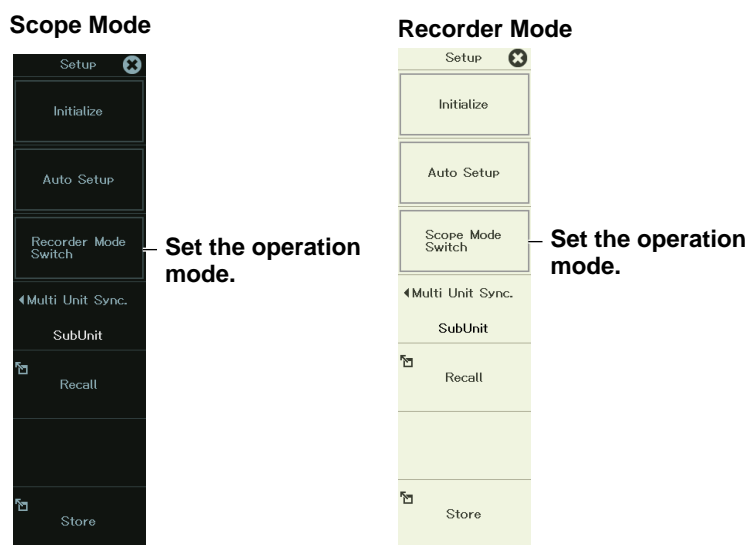 Scope Mode
Setup
Initialize
Auto Setup
Recorder Mode
Switch
Set the operation
mode.
Multi Unit Sync.
SubUnit
Recall
Store
Recorder Mode
Setup
Initialize
Auto Setup
Scope Mode
Switch
Set the operation
mode.
Multi Unit Sync.
SubUnit
Recall
Store